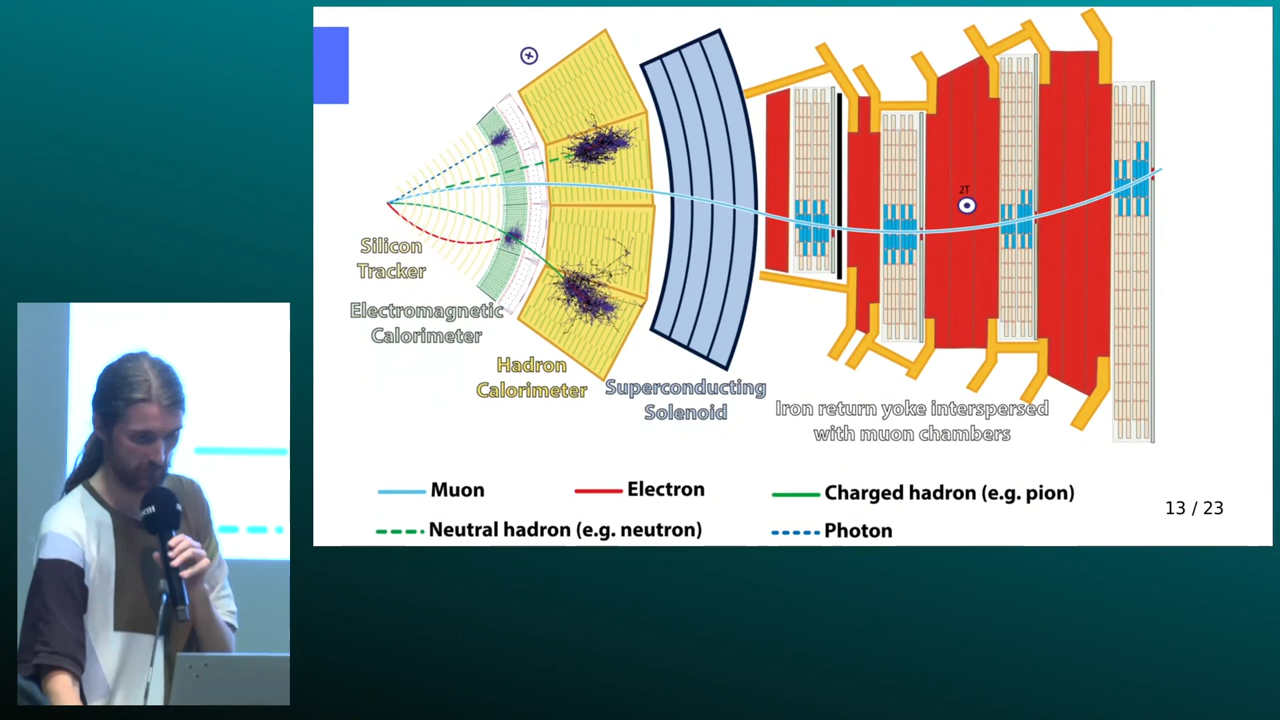 2T
Silicon
Tracker
Electromagnetic
Calorimeter
Hadron
Calorimeter
Superconducting
Solenoid
Iron return yoke interspersed
with muon chambers
Muon
Electron
Charged hadron (e.g. pion)
Neutral hadron (e.g. neutron)
Photon
13 / 23